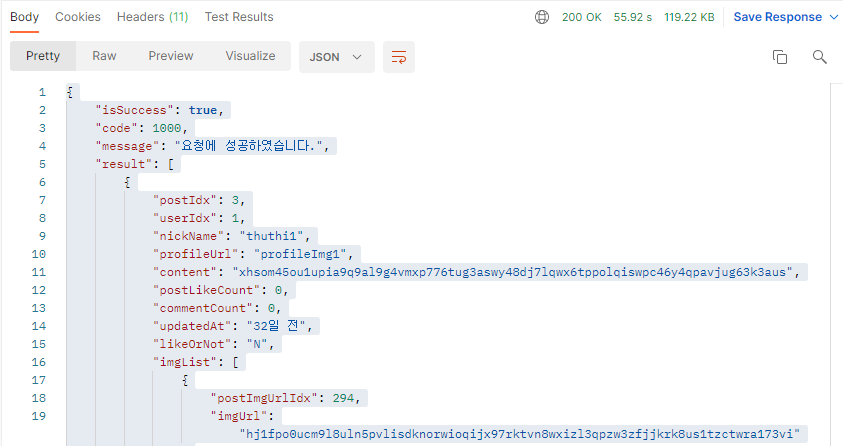 Body Cookies Headers (11) Test Results 200 OK 55.92 s 119.22 KB Save Response
Pretty Raw Preview Visualize JSON
1 {
2 "isSuccess": true,
3 "code": 1000,
4 "message": "요청에 성공하였습니다.",
5 "result": [
6 {
7 "postIdx": 3,
8 "userIdx": 1,
9 "nickName": "thuthi1",
10 "profileUrl": "profileImg1",
11 "content": "xhsom45ou1upia9q9al9g4vmxp776tug3aswy48dj7lqwx6tppolqiswpc46y4qpavjug63k3aus",
12 "postLikeCount": 0,
13 "commentCount": 0,
14 "updatedAt": "32일 전",
15 "likeOrNot": "N",
16 "imgList": [
17 {
18 "postImgUrlIdx": 294,
19 "imgUrl":
"hj1fpo0ucm9l8uln5pvlisdknorwioqijx97rktvn8wxizl3qpzw3zfjjkrk8us1tzctwra173vi"